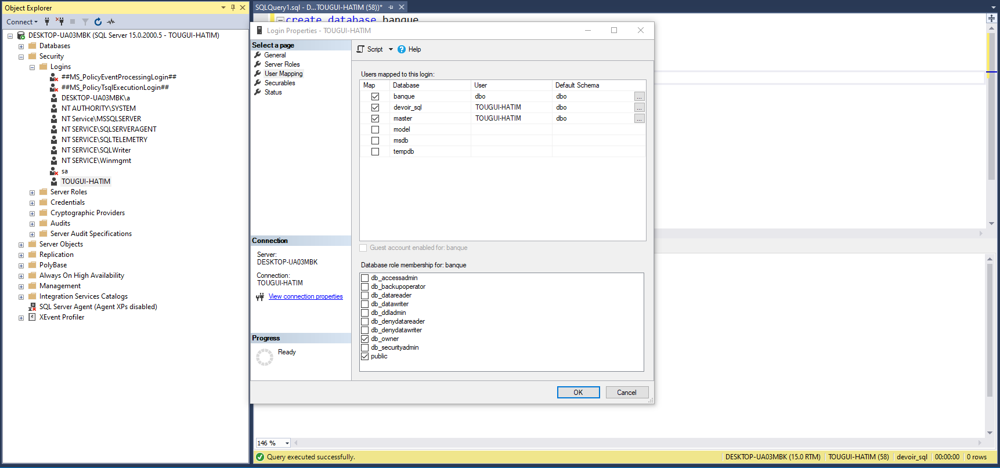 Object Explorer
Connect
DESKTOP-UA03MBK (SQL Server 15.0.2000.5 - TOUGUI-HATIM)
Databases
Security
Logins
##MS_PolicyEventProcessingLogin##
##MS_PolicyTsqlExecutionLogin##
DESKTOP-UA03MBK\a
NT AUTHORITY\SYSTEM
NT Service\MSSQLSERVER
NT SERVICE\SQLSERVERAGENT
NT SERVICE\SQLTELEMETRY
NT SERVICE\SQLWriter
NT SERVICE\Winmgmt
sa
TOUGUI-HATIM
Server Roles
Credentials
Cryptographic Providers
Audits
Server Audit Specifications
Server Objects
Replication
PolyBase
Always On High Availability
Management
Integration Services Catalogs
SQL Server Agent (Agent XPs disabled)
XEvent Profiler
SQLQuery1.sql - D...TOUGUI-HATIM (58))*
create database banque
Login Properties - TOUGUI-HATIM
Select a page
General
Server Roles
User Mapping
Securables
Status
Connection
Server:
DESKTOP-UA03MBK
Connection:
TOUGUI-HATIM
View connection properties
Progress
Ready
Script Help
Users mapped to this login:
Map Database User Default Schema
banque dbo dbo ...
devoir_sql TOUGUI-HATIM dbo ...
master TOUGUI-HATIM dbo ...
model
msdb
tempdb
Guest account enabled for: banque
Database role membership for: banque
db_accessadmin
db_backupoperator
db_datareader
db_datawriter
db_ddladmin
db_denydatareader
db_denydatawriter
db_owner
db_securityadmin
public
OK Cancel
146 %
Query executed successfully. DESKTOP-UA03MBK (15.0 RTM) TOUGUI-HATIM (58) devoir_sql 00:00:00 0 rows